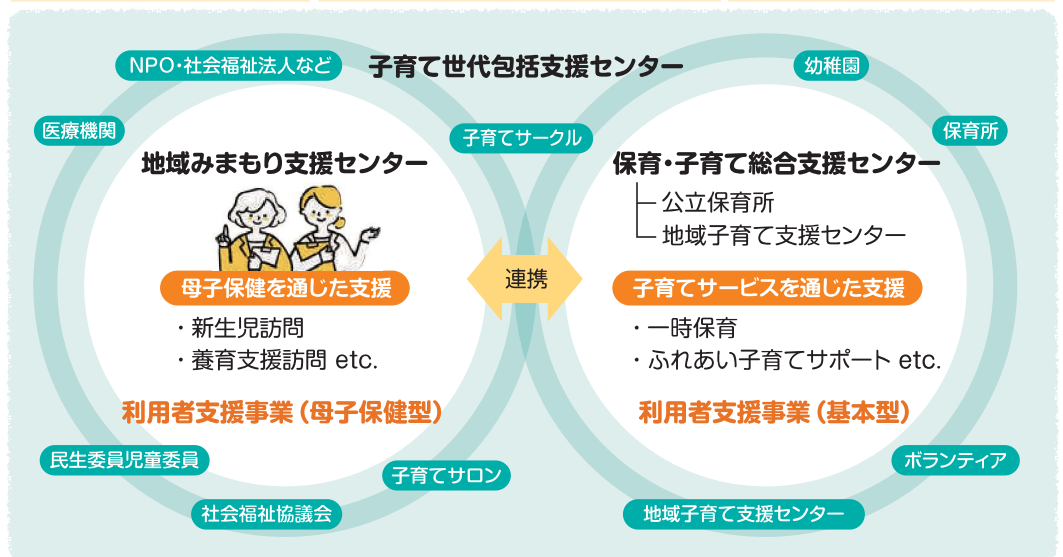 子育て世代包括支援センター
NPO・社会福祉法人など
医療機関
子育てサークル
幼稚園
保育所
地域みまもり支援センター
母子保健を通じた支援
・新生児訪問
・養育支援訪問 etc.
利用者支援事業（母子保健型）
連携
保育・子育て総合支援センター
公立保育所
地域子育て支援センター
子育てサービスを通じた支援
・一時保育
・ふれあい子育てサポート etc.
利用者支援事業（基本型）
民生委員児童委員
社会福祉協議会
子育てサロン
地域子育て支援センター
ボランティア